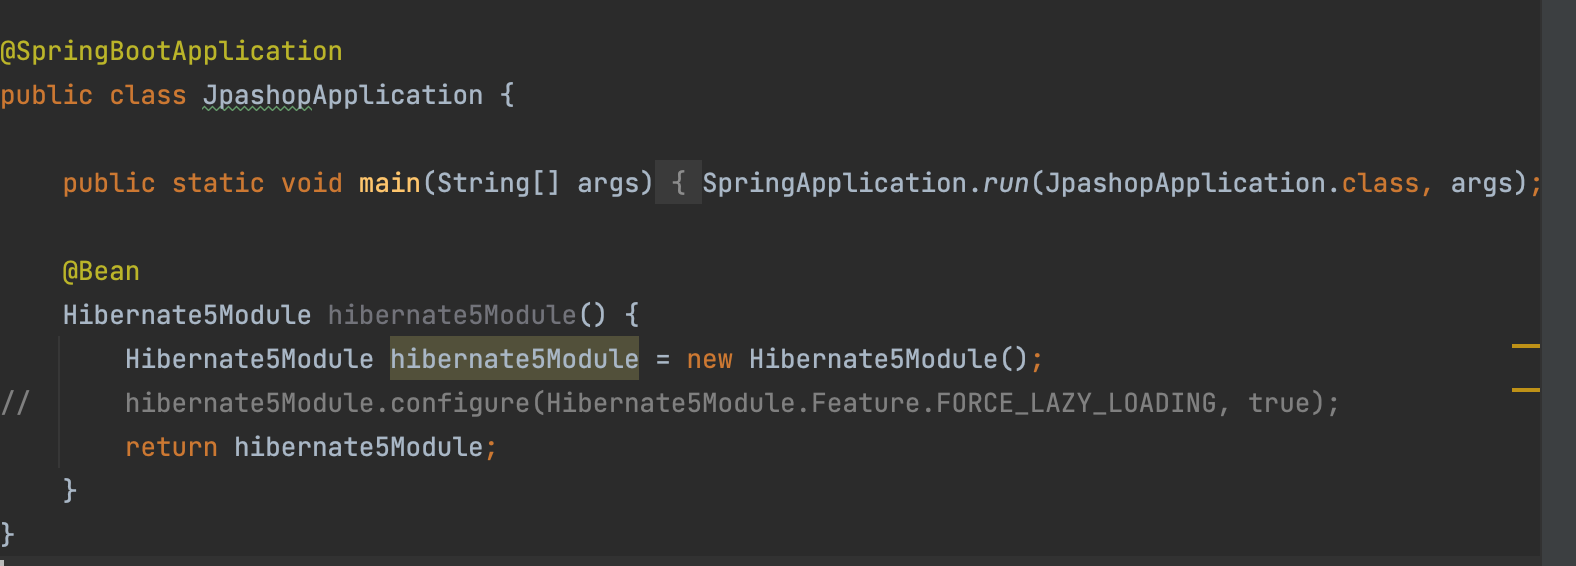 @SpringBootApplication
public class JpashopApplication {
public static void main(String[] args) { SpringApplication.run(JpashopApplication.class, args);
@Bean
Hibernate5Module hibernate5Module() {
Hibernate5Module hibernate5Module = new Hibernate5Module();
// hibernate5Module.configure(Hibernate5Module.Feature.FORCE_LAZY_LOADING, true);
return hibernate5Module;
}
}